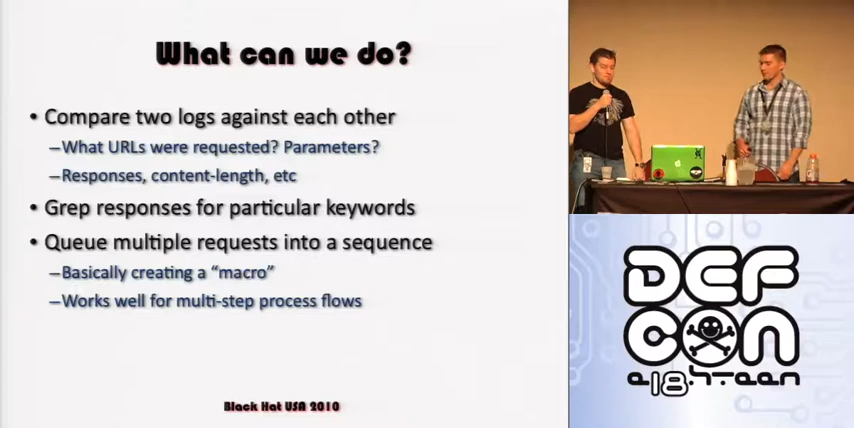 What can we do?
• Compare two logs against each other
–What URLs were requested? Parameters?
–Responses, content-length, etc
• Grep responses for particular keywords
• Queue multiple requests into a sequence
–Basically creating a "macro"
–Works well for multi-step process flows
Black Hat USA 2010
DEF
CON
e18h.teen